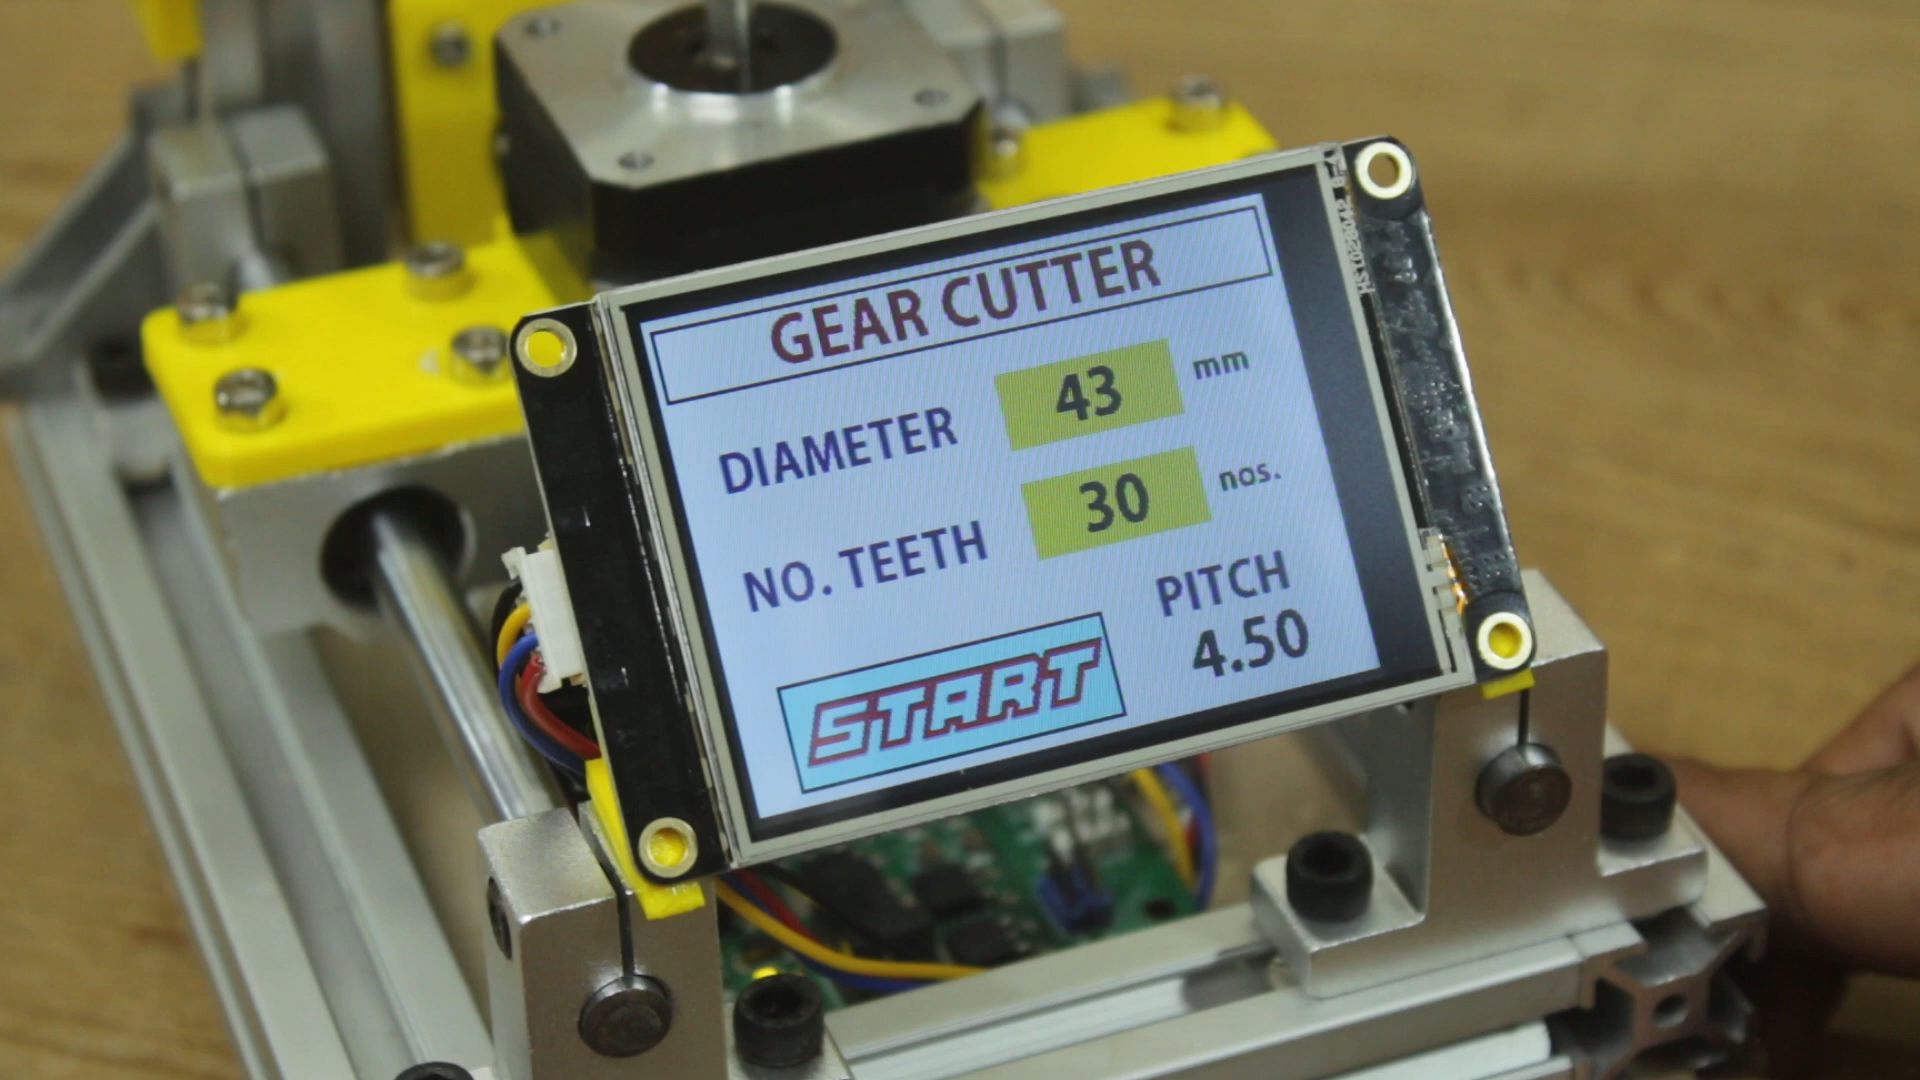 GEAR CUTTER
DIAMETER 43 mm
NO. TEETH 30 nos.
PITCH
4.50
START